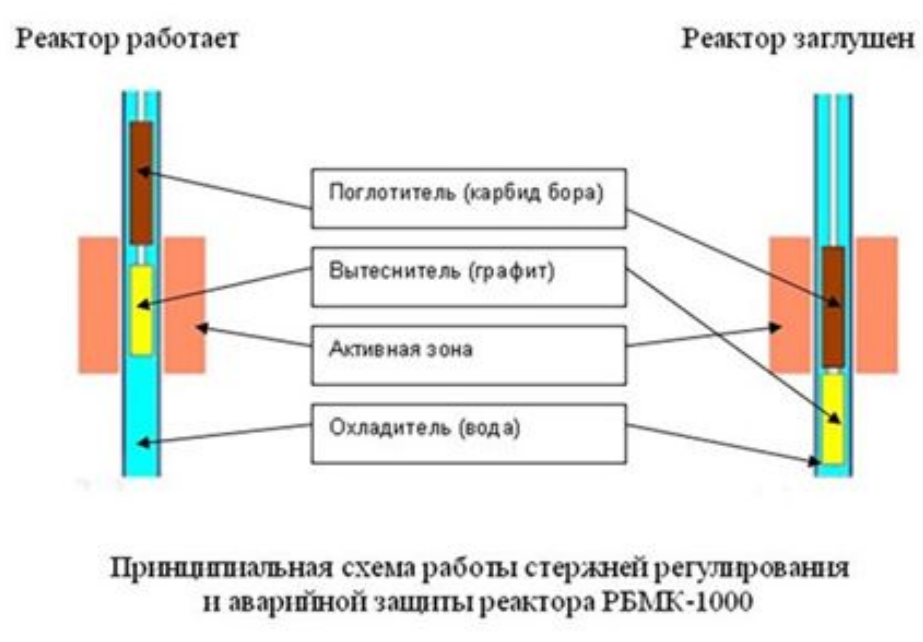 Реактор работает
Реактор заглушен
Поглотитель (карбид бора)
Вытеснитель (графит)
Активная зона
Охладитель (вода)
Принципиальная схема работы стержней регулирования
и аварийной защиты реактора РБМК-1000